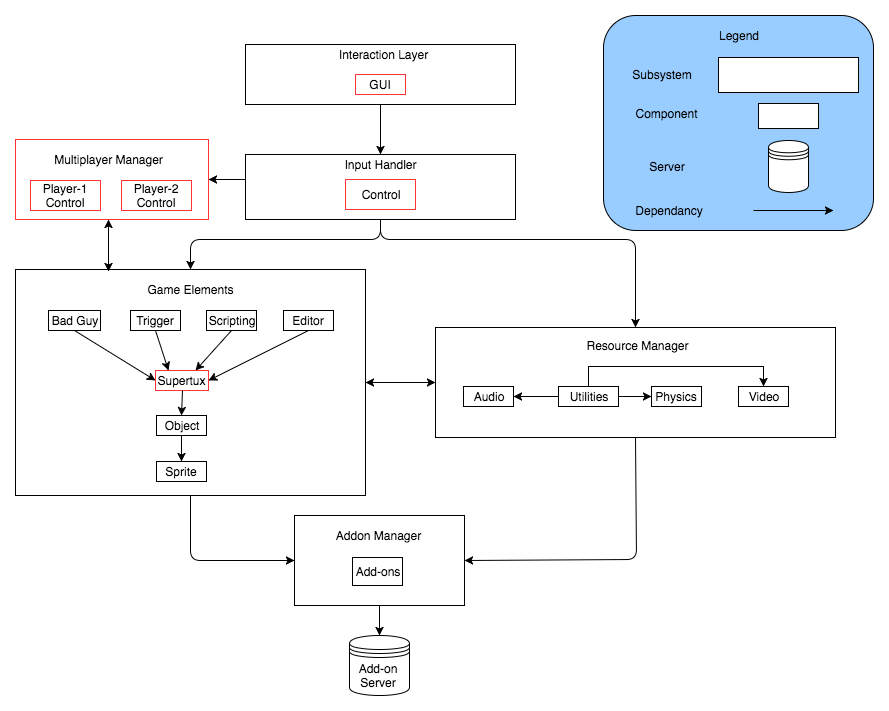 Interaction Layer
GUI
Legend
Subsystem
Component
Server
Dependancy
Multiplayer Manager
Player-1
Control
Player-2
Control
Input Handler
Control
Game Elements
Bad Guy
Trigger
Scripting
Editor
Supertux
Object
Sprite
Resource Manager
Audio
Utilities
Physics
Video
Addon Manager
Add-ons
Add-on
Server